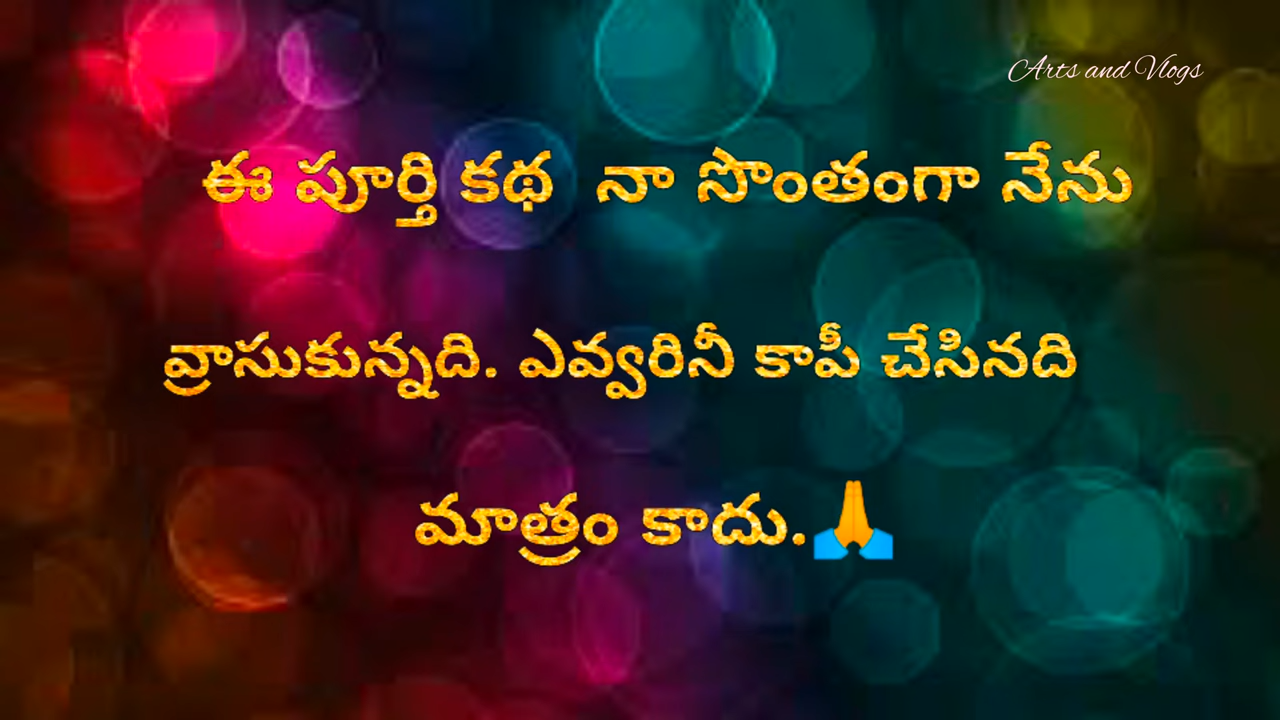 Arts and Vlogs
ఈ పూర్తి కథ నా సొంతంగా నేను
వ్రాసుకున్నది. ఎవ్వరినీ కాపీ చేసినది
మాత్రం కాదు.🙏